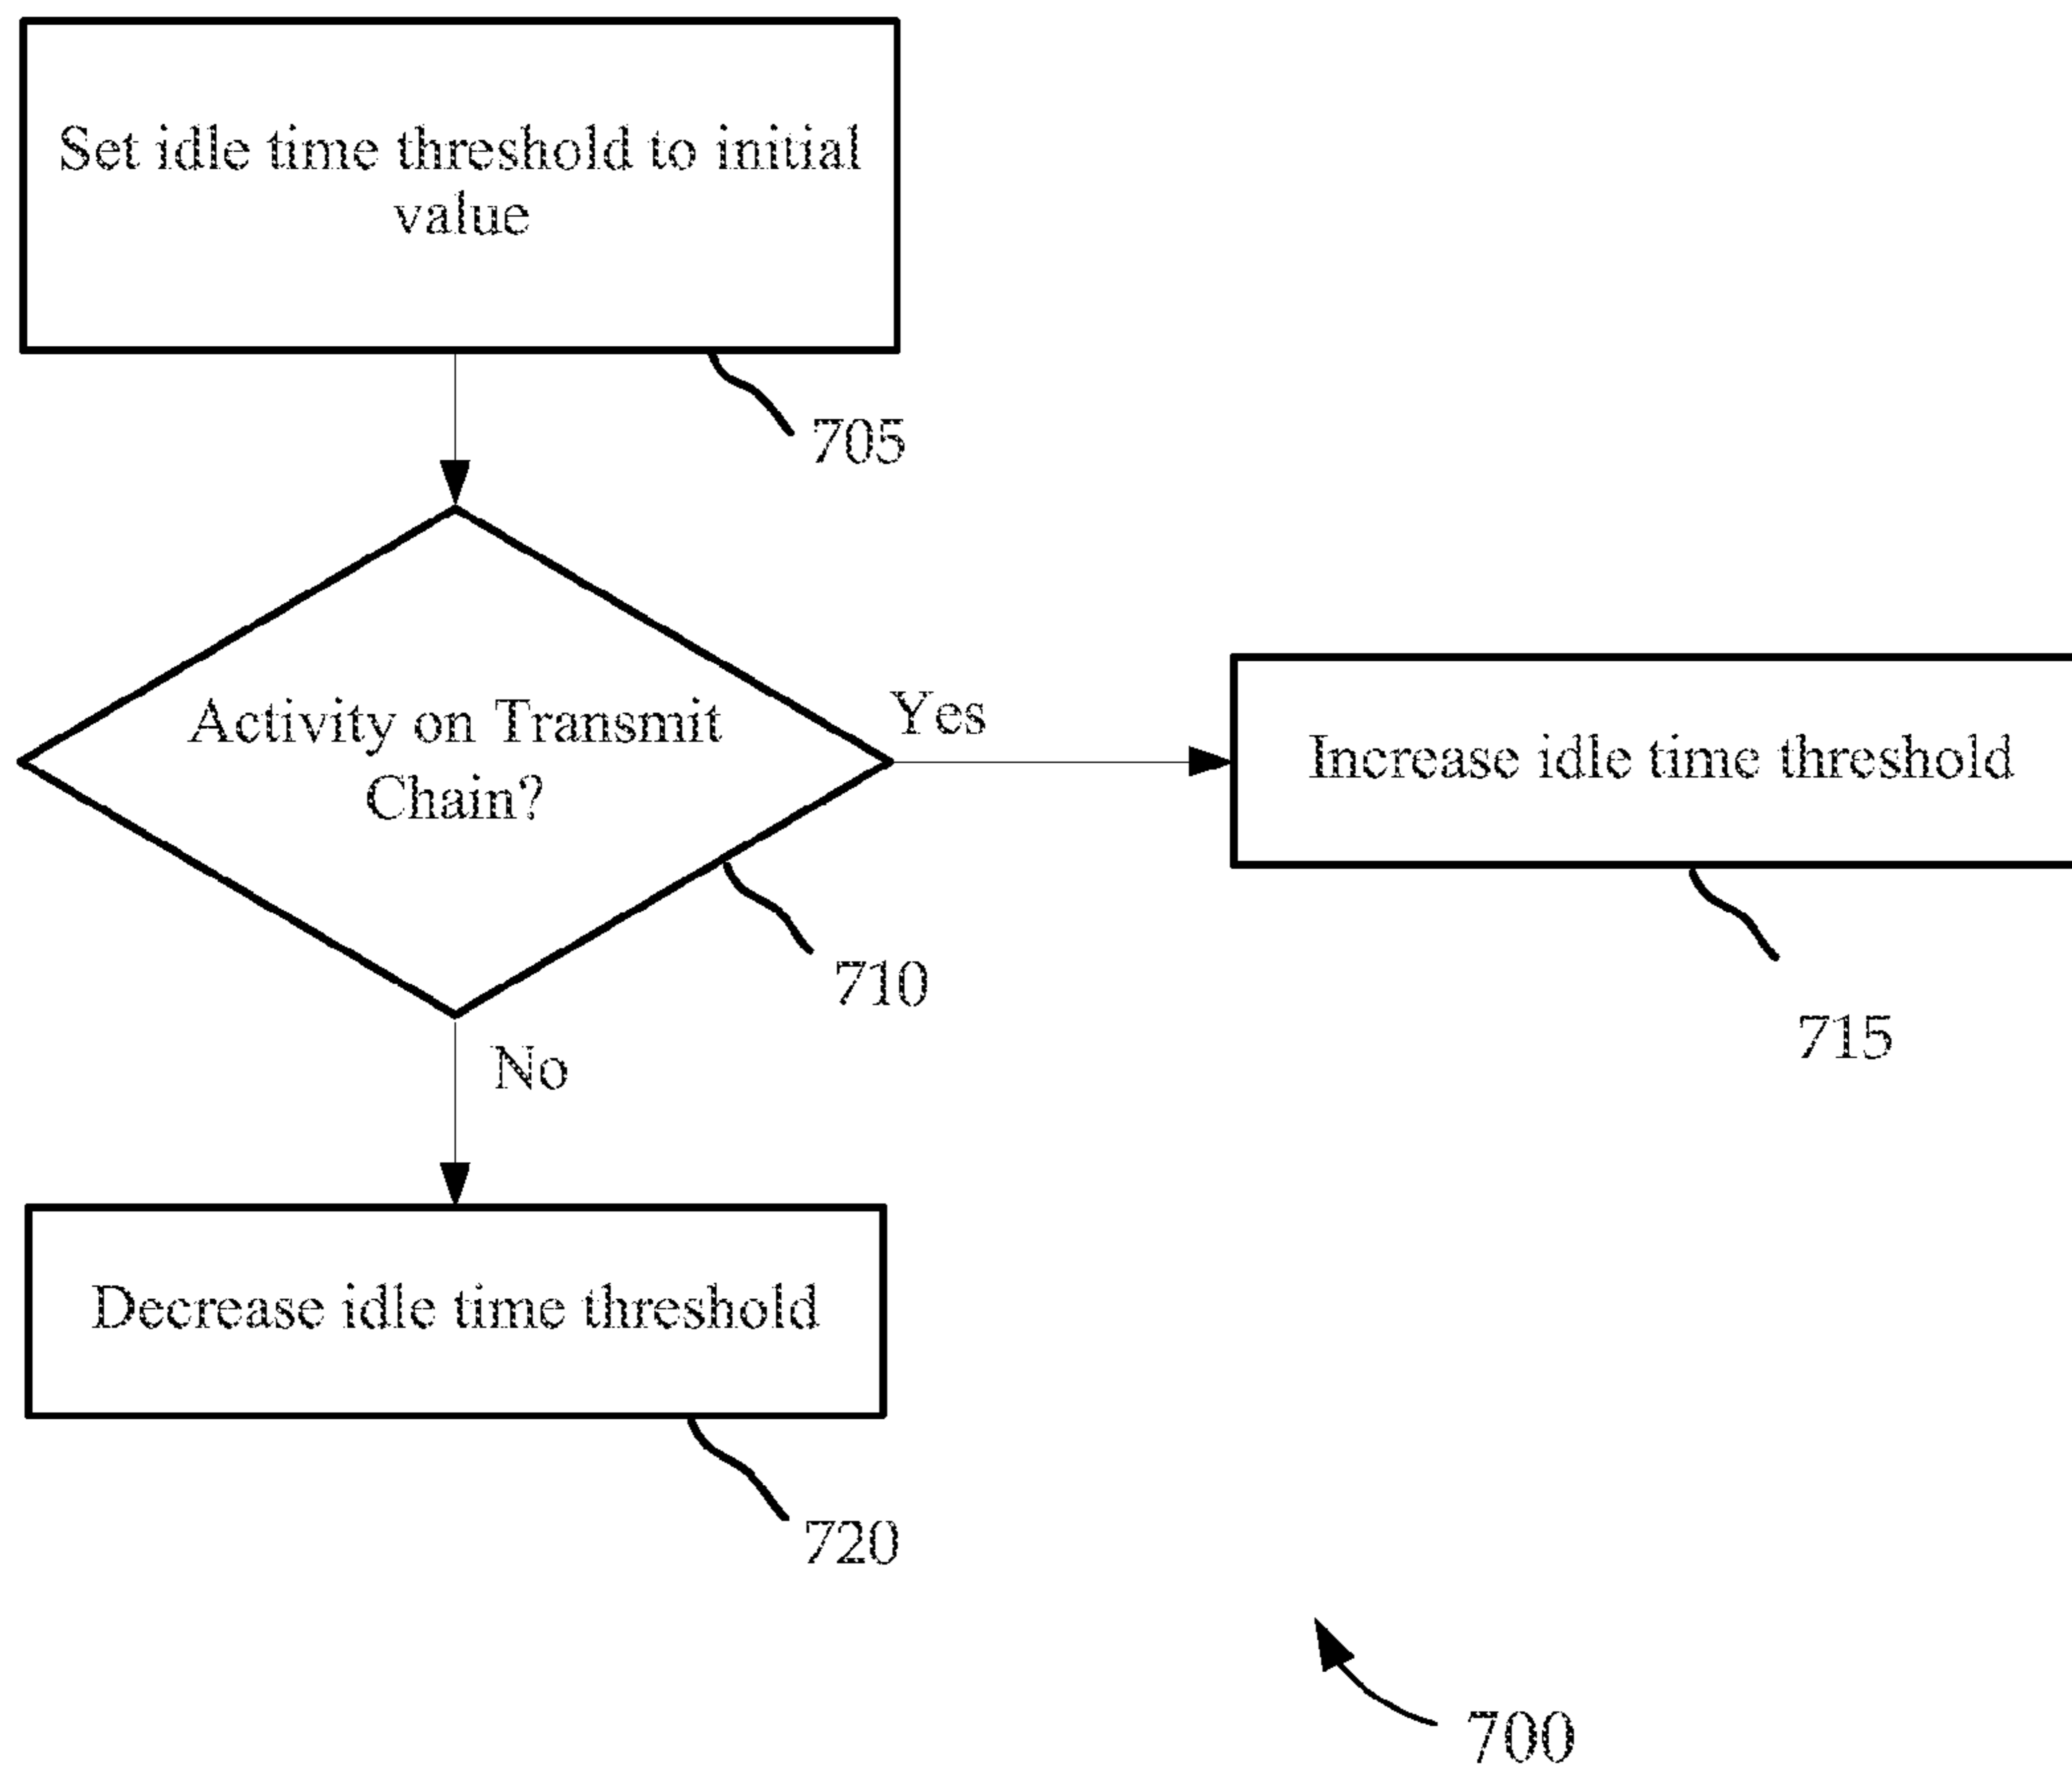 Set idle time threshold to initial
value
705
Activity on Transmit
Chain?
Yes
Increase idle time threshold
710
715
No
Decrease idle time threshold
720
700